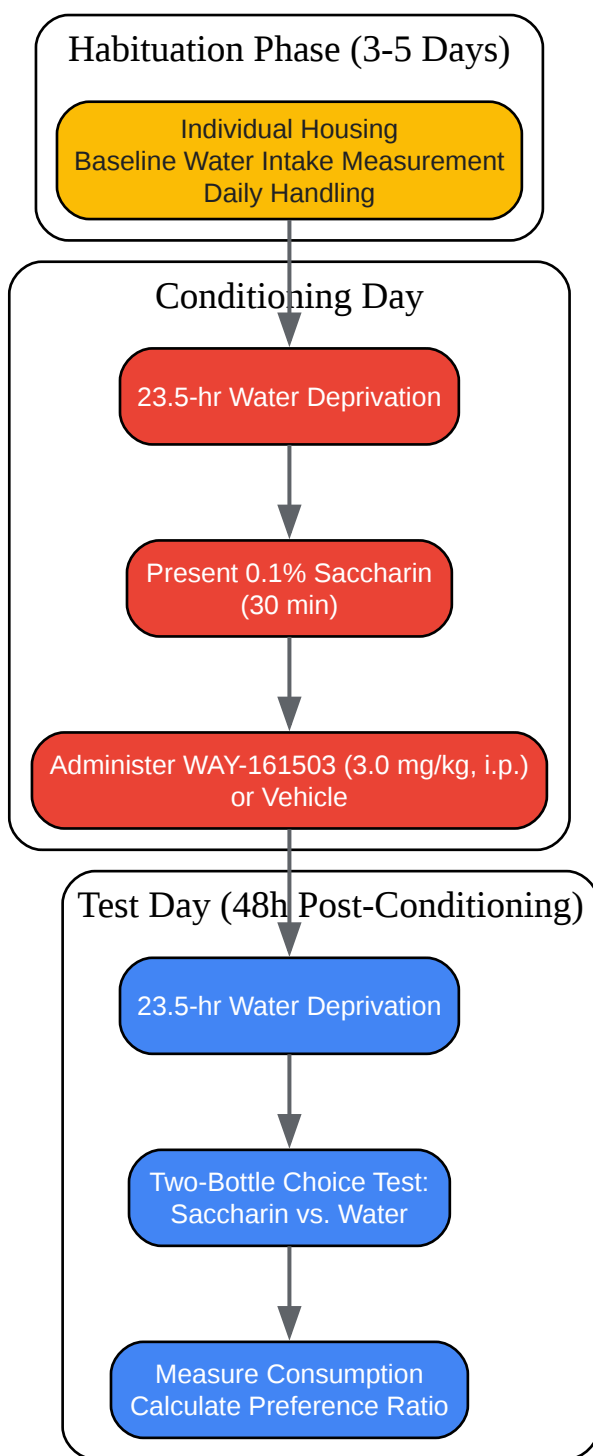 Habituation Phase (3-5 Days)
Individual Housing
Baseline Water Intake Measurement
Daily Handling
Conditioning Day
23.5-hr Water Deprivation
Present 0.1% Saccharin
(30 min)
Administer WAY-161503 (3.0 mg/kg, i.p.)
or Vehicle
Test Day (48h Post-Conditioning)
23.5-hr Water Deprivation
Two-Bottle Choice Test:
Saccharin vs. Water
Measure Consumption
Calculate Preference Ratio